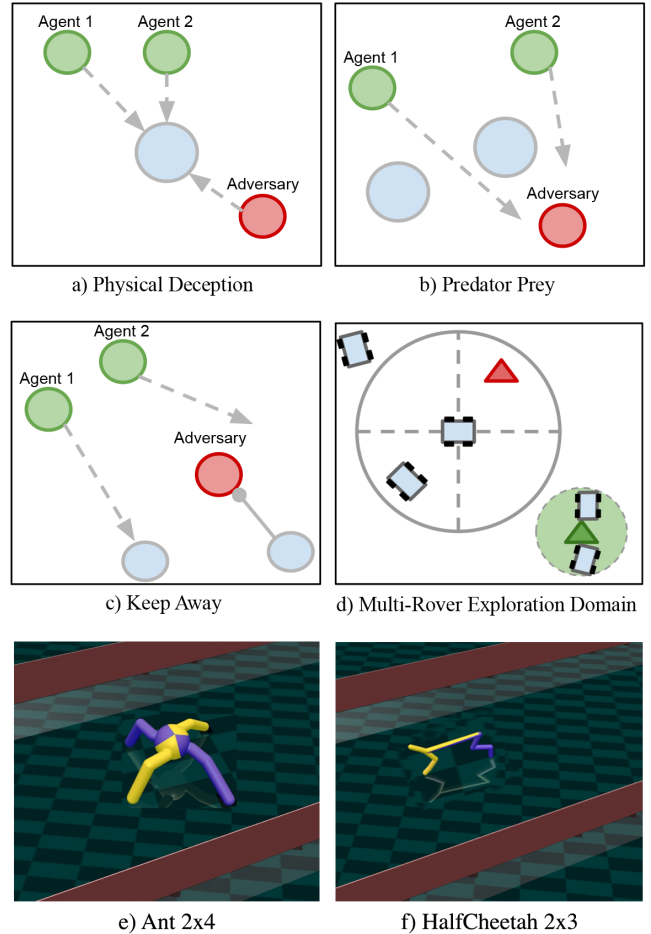 Agent 1
Agent 2
Adversary
a) Physical Deception
Agent 1
Agent 2
Adversary
b) Predator Prey
Agent 2
Agent 1
Adversary
c) Keep Away
d) Multi-Rover Exploration Domain
e) Ant 2x4
f) HalfCheetah 2x3